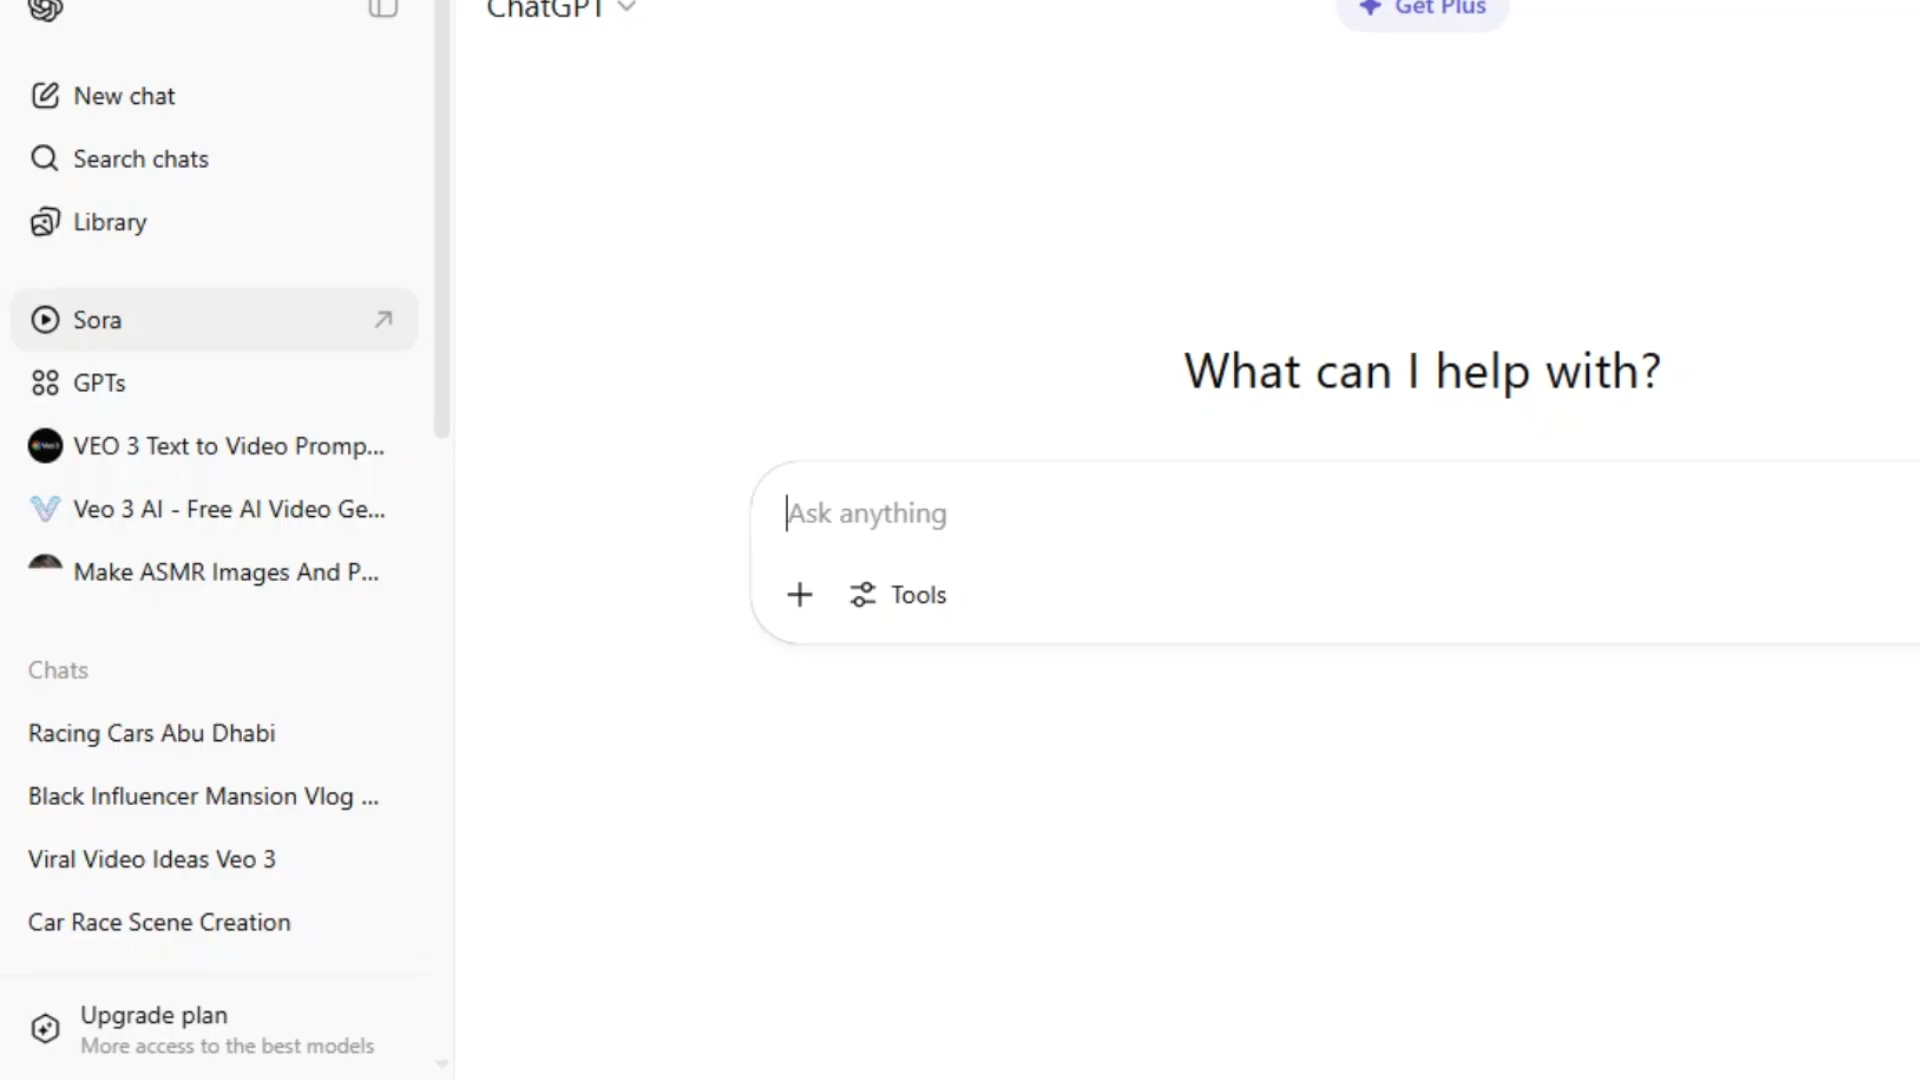 ChatGPT
Get Plus
New chat
Search chats
Library
Sora
GPTs
VEO 3 Text to Video Promp...
Veo 3 AI - Free AI Video Ge...
Make ASMR Images And P...
Chats
Racing Cars Abu Dhabi
Black Influencer Mansion Vlog ...
Viral Video Ideas Veo 3
Car Race Scene Creation
Upgrade plan
More access to the best models
What can I help with?
Ask anything
Tools